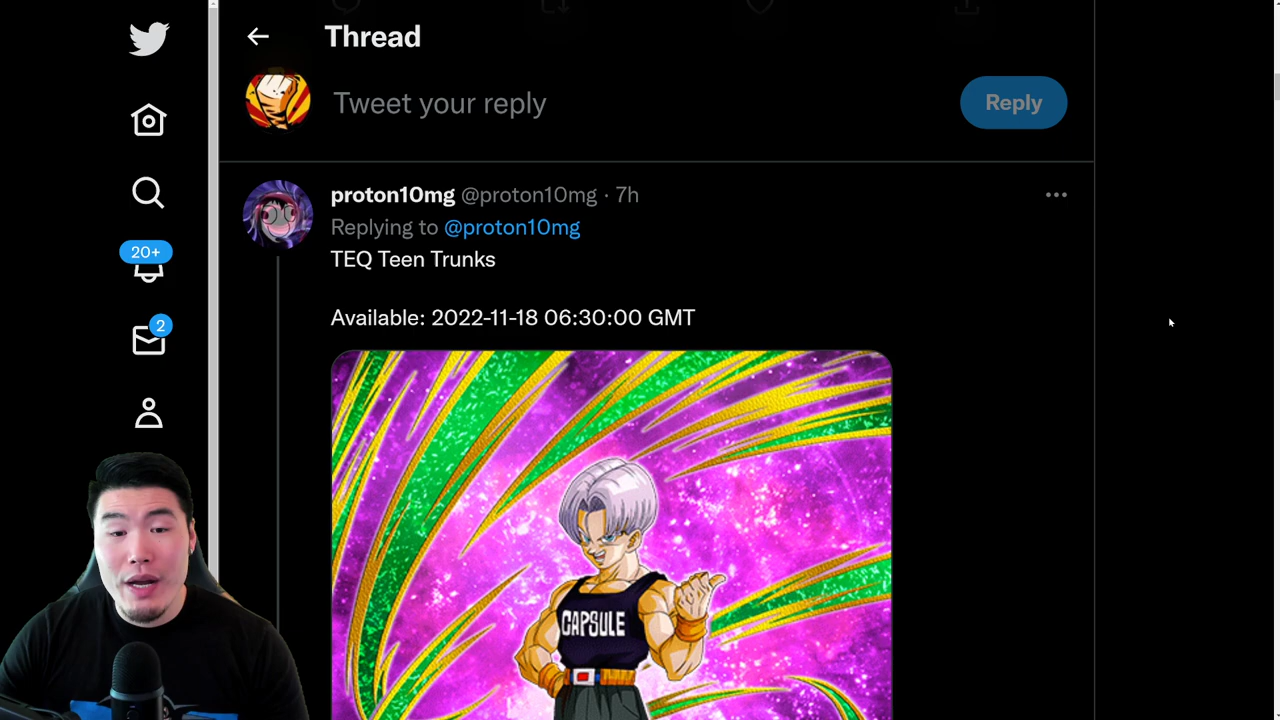 Thread
Tweet your reply
Reply
proton10mg @proton10mg · 7h
Replying to @proton10mg
20+
TEQ Teen Trunks
Available: 2022-11-18 06:30:00 GMT
2
CAPSULE